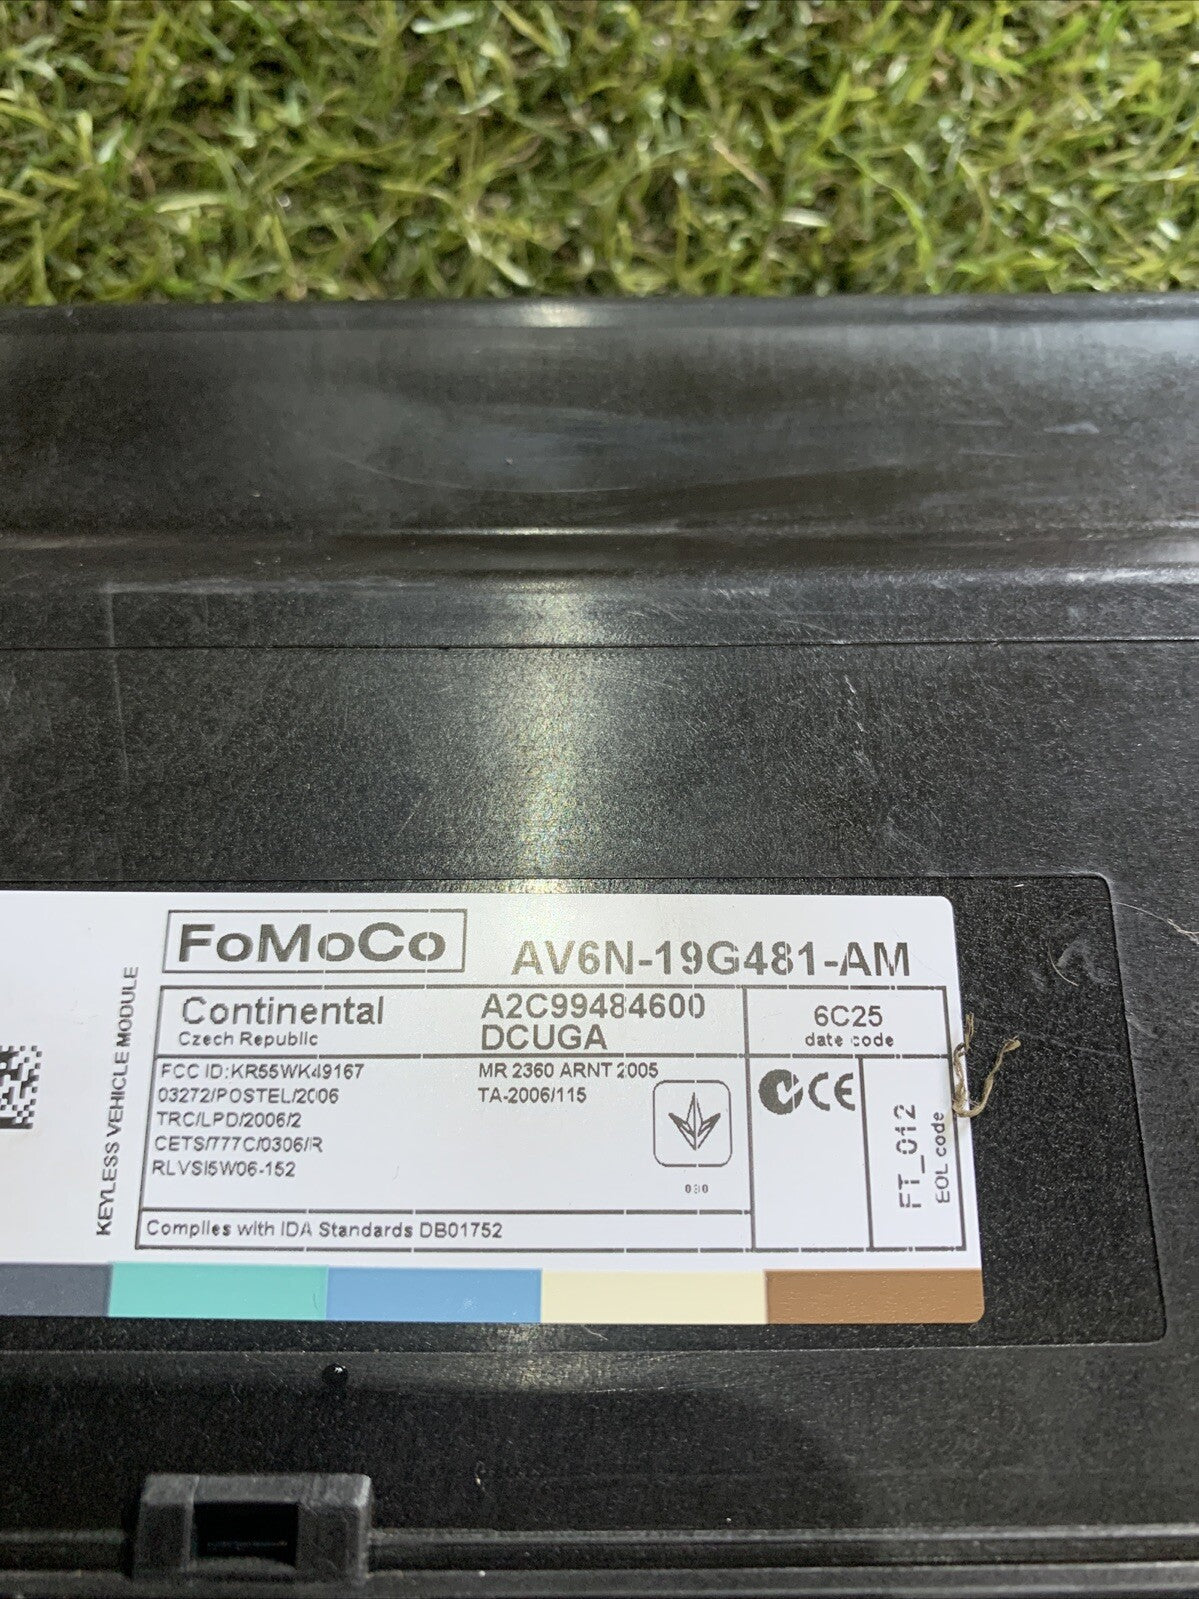 FoMoCo
AV6N-19G481-AM
Continental
Czech Republic
A2C99484600
DCUGA
6C25
date code
KEYLESS VEHICLE MODULE
FCC ID:KR55WK49167
03272/POSTEL/2006
TRC/LPD/2006/2
CETS/777C/0306/IR
RLVSI5W06-152
MR 2360 ARNT 2005
TA-2006/115
CE
FT_012
EOL code
Complies with IDA Standards DB01752